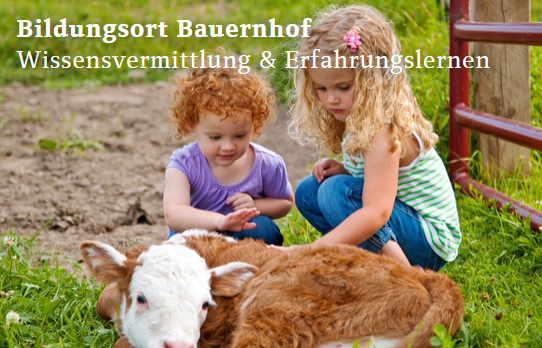 Bildungsort Bauernhof
Wissensvermittlung & Erfahrungslernen